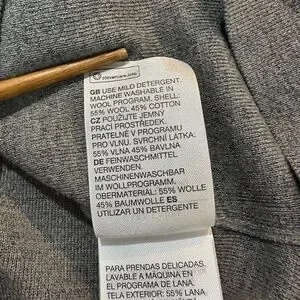 clevercare.info
GB USE MILD DETERGENT.
MACHINE WASHABLE IN
WOOL PROGRAM. SHELL:
55% WOOL 45% COTTON
CZ POUŽIJTE JEMNÝ
PRACÍ PROSTŘEDEK.
PRATELNÉ V PROGRAMU
PRO VLNU. SVRCHNÍ LÁTKA:
55% VLNA 45% BAVLNA
DE FEINWASCHMITTEL
VERWENDEN.
MASCHINENWASCHBAR
IM WOLLPROGRAMM.
OBERMATERIAL: 55% WOLLE
45% BAUMWOLLE ES
UTILIZAR UN DETERGENTE
PARA PRENDAS DELICADAS.
LAVABLE A MÁQUINA EN
EL PROGRAMA DE LANA.
TELA EXTERIOR: 55% LANA